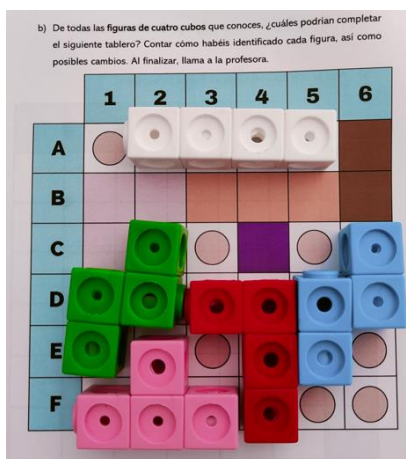 b) De todas las figuras de cuatro cubos que conoces, ¿cuáles podrían completar
el siguiente tablero? Contar cómo habéis identificado cada figura, así como
posibles cambios. Al finalizar, llama a la profesora.
1 2 3 4 5 6
A
B
C
D
E
F